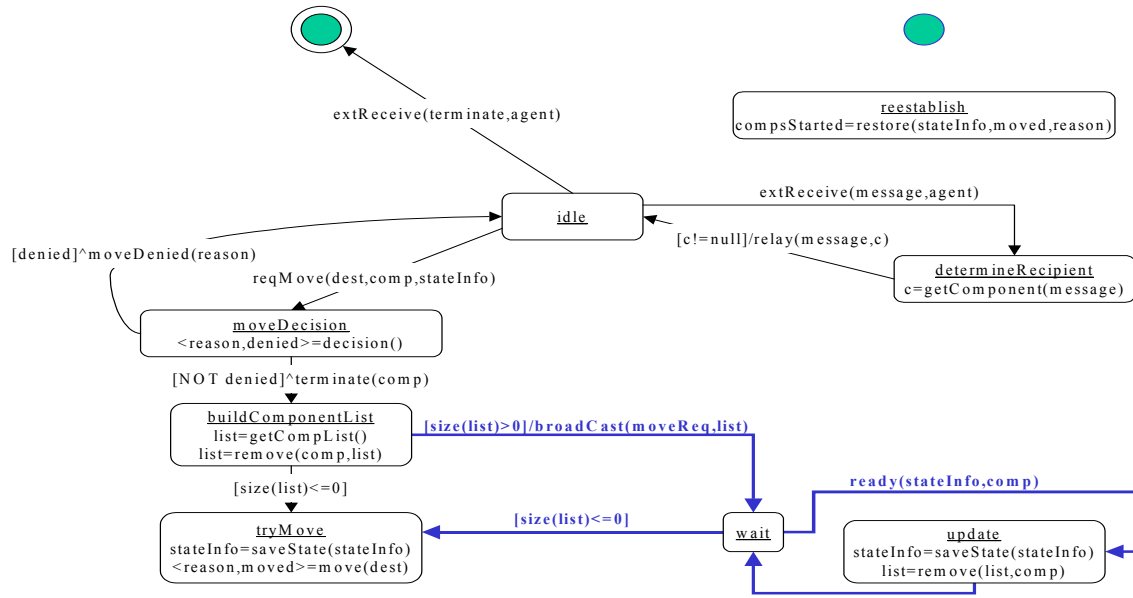 reestablish
compsStarted=restore(stateInfo,moved,reason)
extReceive(terminate,agent)
extReceive(message,agent)
idle
[c!=null]/relay(message,c)
[denied]^moveDenied(reason)
reqMove(dest,comp,stateInfo)
determineRecipient
c=getComponent(message)
moveDecision
<reason,denied>=decision()
[NOT denied]^terminate(comp)
buildComponentList
list=getCompList()
list=remove(comp,list)
[size(list)>0]/broadCast(moveReq,list)
[size(list)<=0]
ready(stateInfo,comp)
[size(list)<=0]
tryMove
stateInfo=saveState(stateInfo)
<reason,moved>=move(dest)
wait
update
stateInfo=saveState(stateInfo)
list=remove(list,comp)